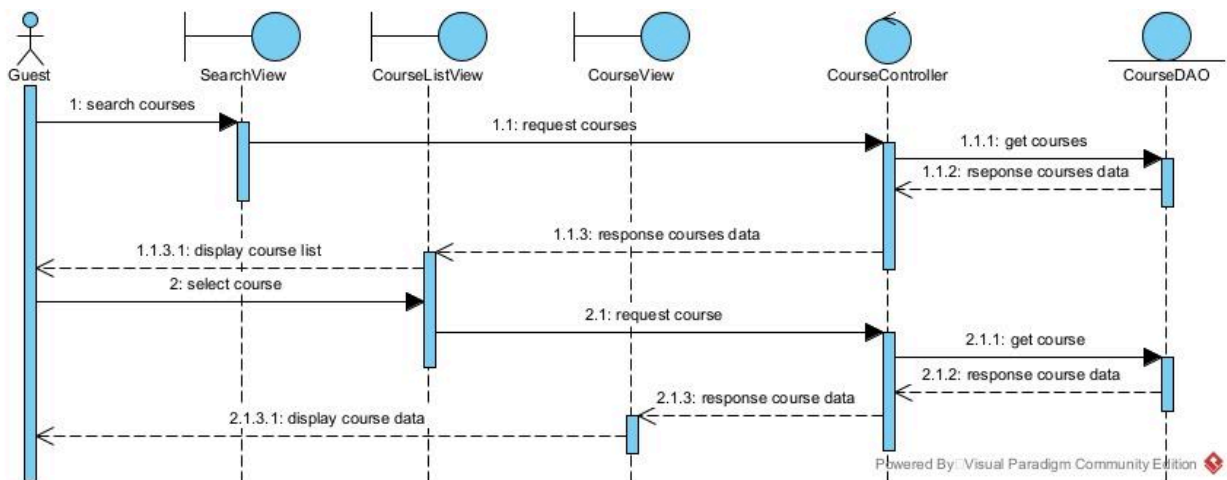 Guest
SearchView
CourseListView
CourseView
CourseController
CourseDAO
1: search courses
1.1: request courses
1.1.1: get courses
1.1.2: rseponse courses data
1.1.3: response courses data
1.1.3.1: display course list
2: select course
2.1: request course
2.1.1: get course
2.1.2: response course data
2.1.3: response course data
2.1.3.1: display course data
Powered By Visual Paradigm Community Edition